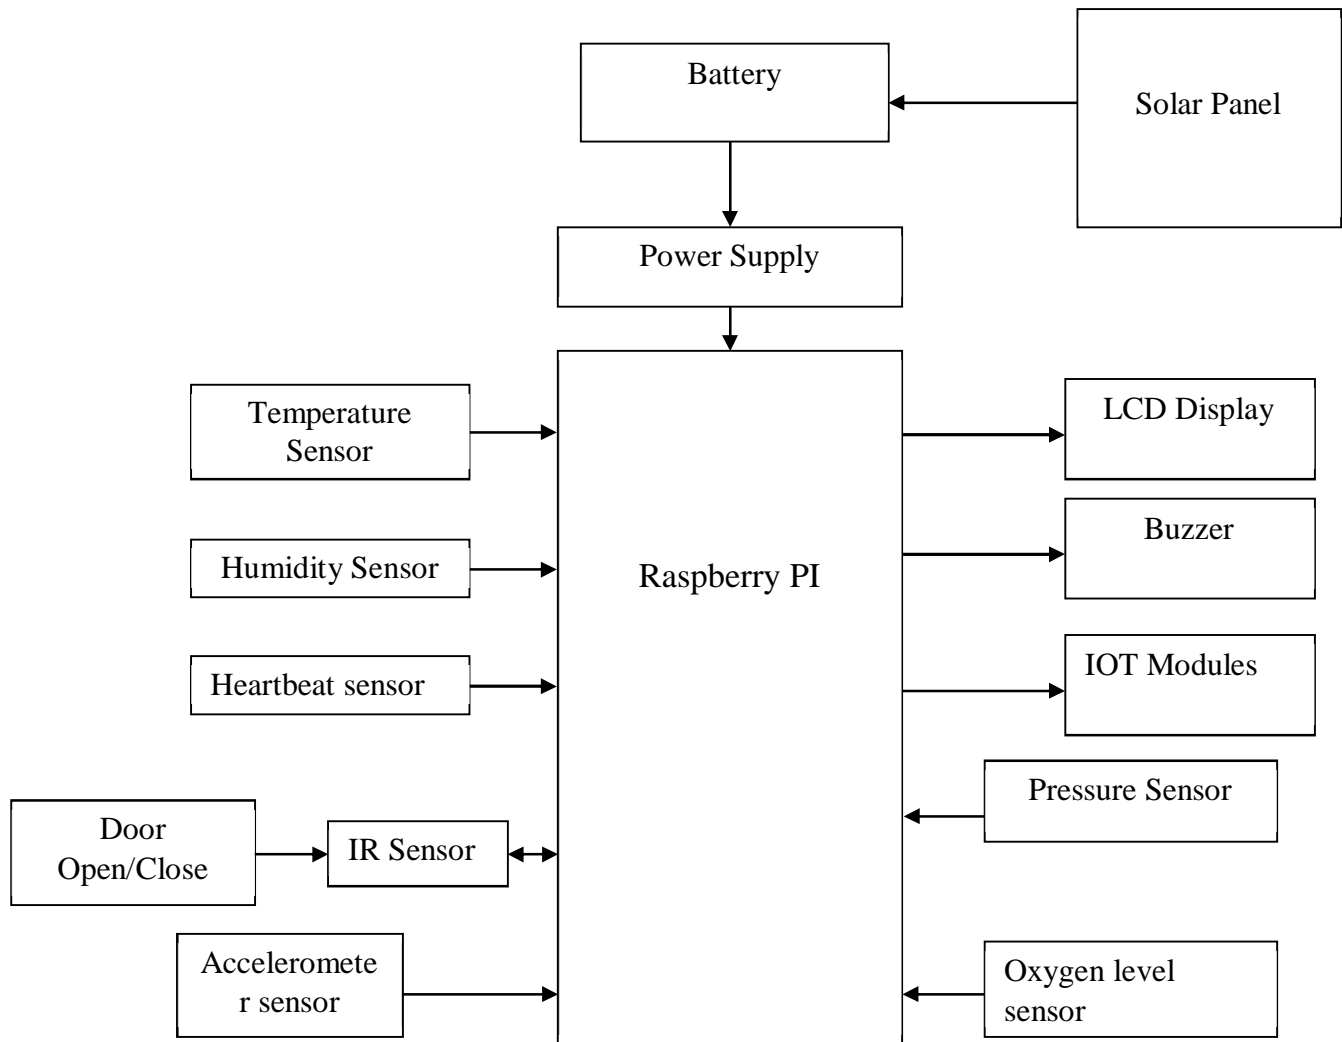 Battery
Solar Panel
Power Supply
Temperature
Sensor
LCD Display
Buzzer
Humidity Sensor
Raspberry PI
Heartbeat sensor
IOT Modules
Pressure Sensor
Door
Open/Close
IR Sensor
Acceleromete
r sensor
Oxygen level
sensor